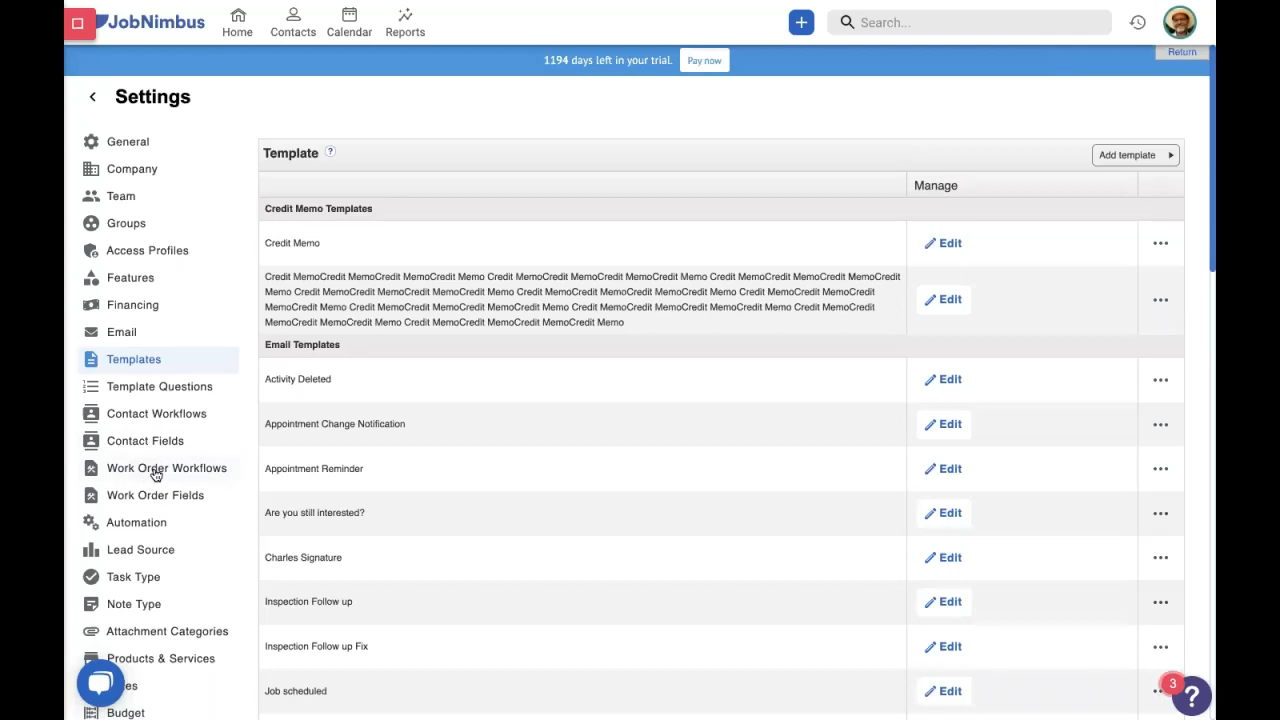 JobNimbus
Home
Contacts
Calendar
Reports
Search...
1194 days left in your trial.
Pay now
Return
Settings
General
Company
Team
Groups
Access Profiles
Features
Financing
Email
Templates
Template Questions
Contact Workflows
Contact Fields
Work Order Workflows
Work Order Fields
Automation
Lead Source
Task Type
Note Type
Attachment Categories
Products & Services
Budget
Template ?
Add template
Manage
Credit Memo Templates
Credit Memo
Edit
Credit MemoCredit MemoCredit MemoCredit Memo Credit MemoCredit MemoCredit MemoCredit Memo Credit MemoCredit MemoCredit MemoCredit
Memo Credit MemoCredit MemoCredit MemoCredit Memo Credit MemoCredit MemoCredit MemoCredit Memo Credit MemoCredit MemoCredit
MemoCredit Memo Credit MemoCredit MemoCredit MemoCredit Memo Credit MemoCredit MemoCredit MemoCredit Memo Credit MemoCredit
MemoCredit MemoCredit Memo Credit MemoCredit MemoCredit MemoCredit Memo
Edit
Email Templates
Activity Deleted
Edit
Appointment Change Notification
Edit
Appointment Reminder
Edit
Are you still interested?
Edit
Charles Signature
Edit
Inspection Follow up
Edit
Inspection Follow up Fix
Edit
Job scheduled
Edit
3
?